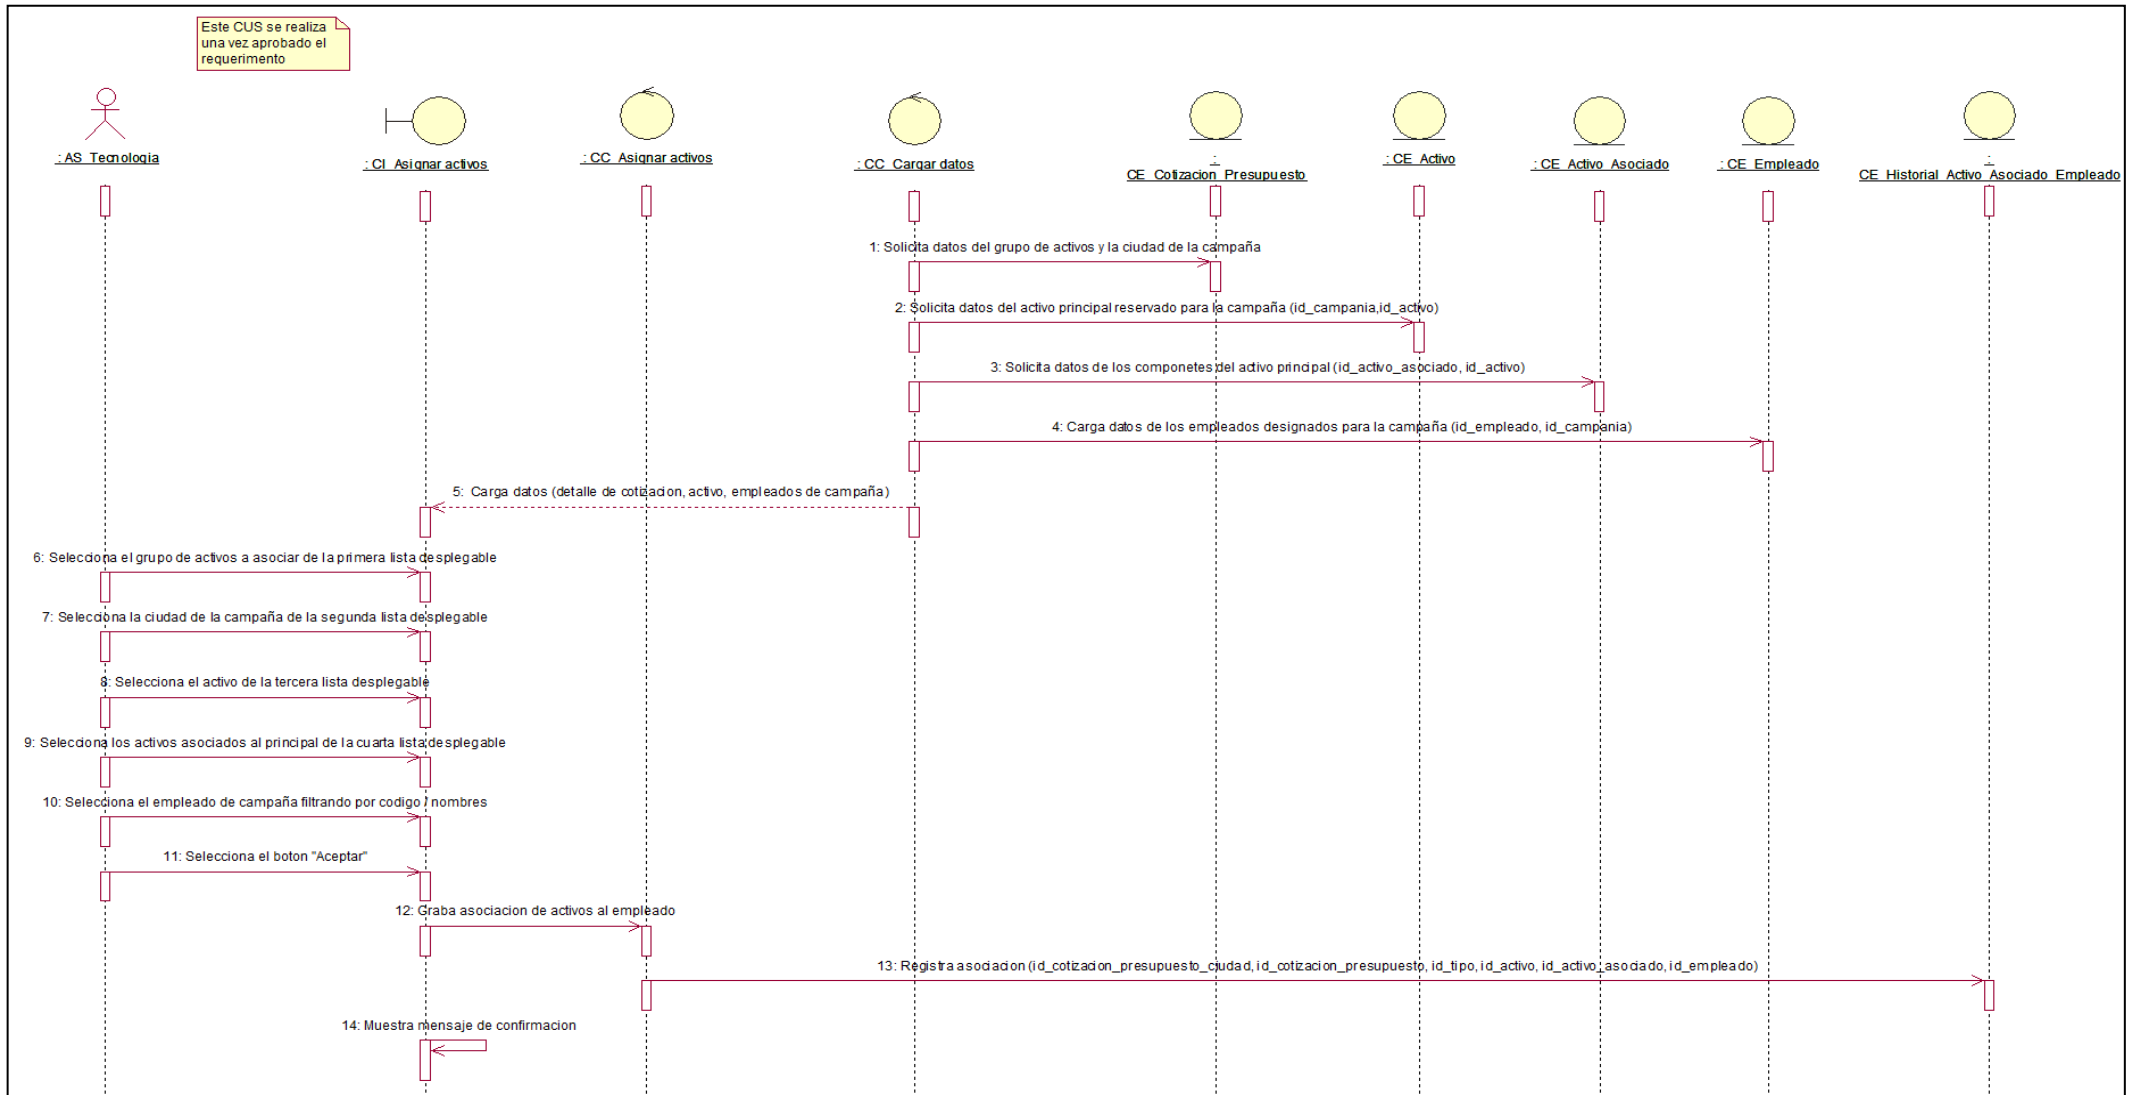 Este CUS se realiza
una vez aprobado el
requerimento
: AS_Tecnologia
: CI_Asignar activos
: CC_Asignar activos
: CC_Cargar datos
:
CE_Cotizacion_Presupuesto
: CE_Activo
: CE_Activo_Asociado
: CE_Empleado
:
CE_Historial_Activo_Asociado_Empleado
1: Solicita datos del grupo de activos y la ciudad de la campaña
2: Solicita datos del activo principal reservado para la campaña (id_campania,id_activo)
3: Solicita datos de los componetes del activo principal (id_activo_asociado, id_activo)
4: Carga datos de los empleados designados para la campaña (id_empleado, id_campania)
5: Carga datos (detalle de cotizacion, activo, empleados de campaña)
6: Selecciona el grupo de activos a asociar de la primera lista desplegable
7: Selecciona la ciudad de la campaña de la segunda lista desplegable
8: Selecciona el activo de la tercera lista desplegable
9: Selecciona los activos asociados al principal de la cuarta lista desplegable
10: Selecciona el empleado de campaña filtrando por codigo / nombres
11: Selecciona el boton "Aceptar"
12: Graba asociacion de activos al empleado
13: Registra asociacion (id_cotizacion_presupuesto_ciudad, id_cotizacion_presupuesto, id_tipo, id_activo, id_activo_asociado, id_empleado)
14: Muestra mensaje de confirmacion